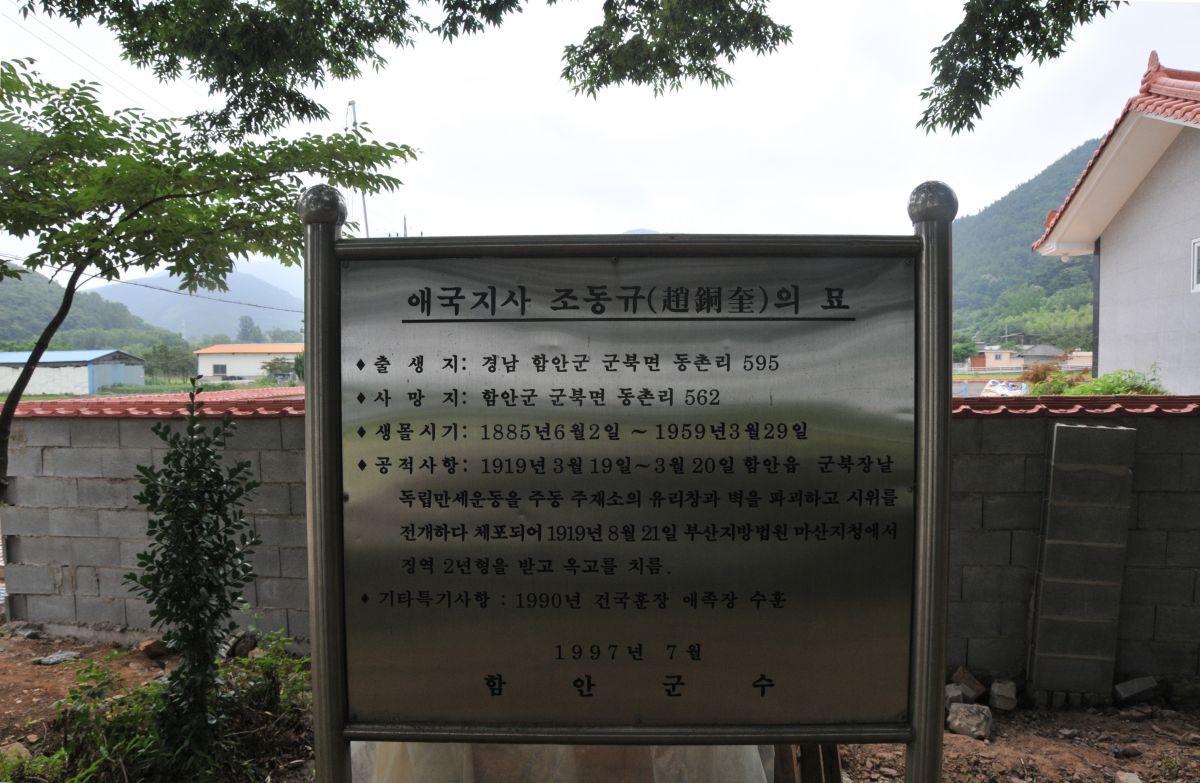 애국지사 조동규(趙銅奎)의 묘
♦ 출 생 지: 경남 함안군 군북면 동촌리 595
♦ 사 망 지: 함안군 군북면 동촌리 562
♦ 생몰시기: 1885년6월2일 ~ 1959년3월29일
♦ 공적사항: 1919년 3월 19일~3월 20일 함안읍 군북장날
독립만세운동을 주동 주재소의 유리창과 벽을 파괴하고 시위를
전개하다 체포되어 1919년 8월 21일 부산지방법원 마산지청에서
징역 2년형을 받고 옥고를 치름.
♦ 기타특기사항 : 1990년 건국훈장 애족장 수훈
1997년 7월
함 안 군 수